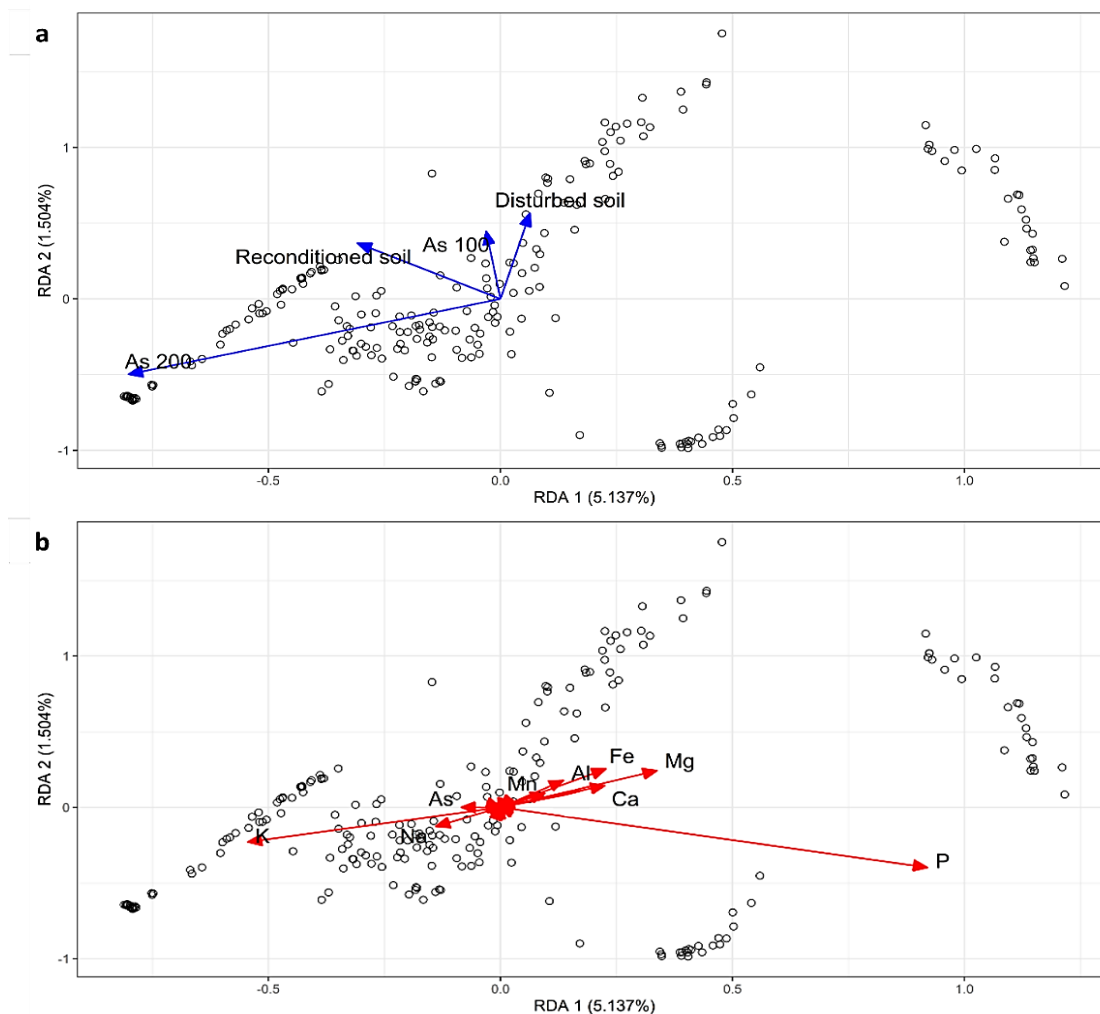 a
1
0
-1
RDA 2 (1.504%)
Disturbed soil
As 100
Reconditioned soil
As 200
-0.5
0.0
0.5
1.0
RDA 1 (5.137%)
b
1
0
-1
RDA 2 (1.504%)
Fe
Mg
Al
Mn
Ca
As
K
Na
P
-0.5
0.0
0.5
1.0
RDA 1 (5.137%)